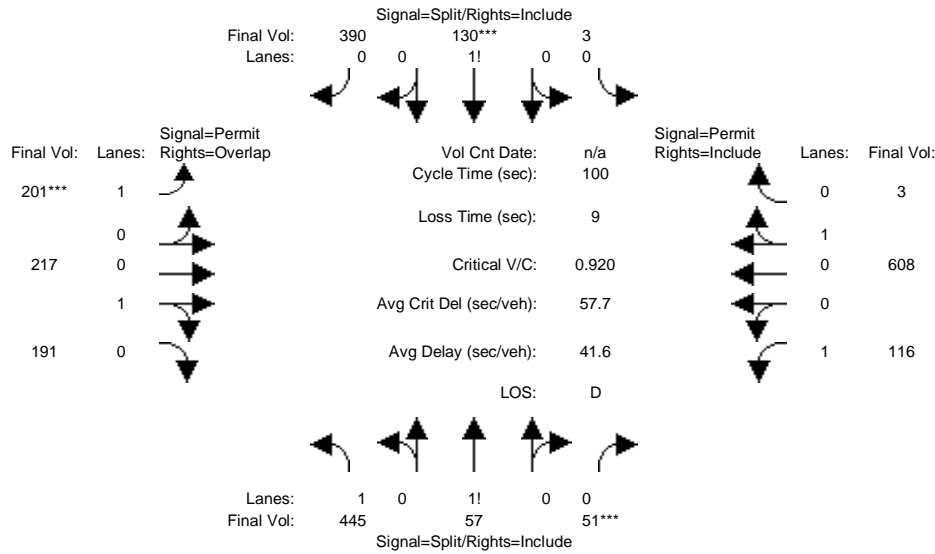 Signal=Split/Rights=Include
Final Vol: 390 130*** 3
Lanes: 0 0 1! 0 0
Signal=Permit Signal=Permit
Final Vol: Lanes: Rights=Overlap Vol Cnt Date: n/a Rights=Include Lanes: Final Vol:
Cycle Time (sec): 100
201*** 1 0 3
Loss Time (sec): 9
0 1
217 0 Critical V/C: 0.920 0 608
1 Avg Crit Del (sec/veh): 57.7 0
191 0 Avg Delay (sec/veh): 41.6 1 116
LOS: D
Lanes: 1 0 1! 0 0
Final Vol: 445 57 51***
Signal=Split/Rights=Include